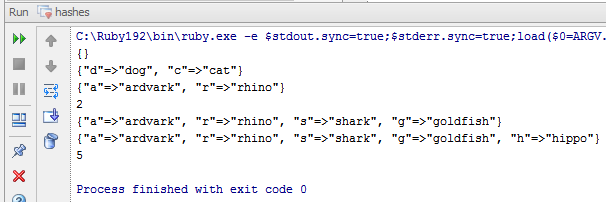 Run hashes
C:\Ruby192\bin\ruby.exe -e $stdout.sync=true;$stderr.sync=true;load($0=ARGV.
{}
{"d"=>"dog", "c"=>"cat"}
{"a"=>"ardvark", "r"=>"rhino"}
2
{"a"=>"ardvark", "r"=>"rhino", "s"=>"shark", "g"=>"goldfish"}
{"a"=>"ardvark", "r"=>"rhino", "s"=>"shark", "g"=>"goldfish", "h"=>"hippo"}
5
Process finished with exit code 0